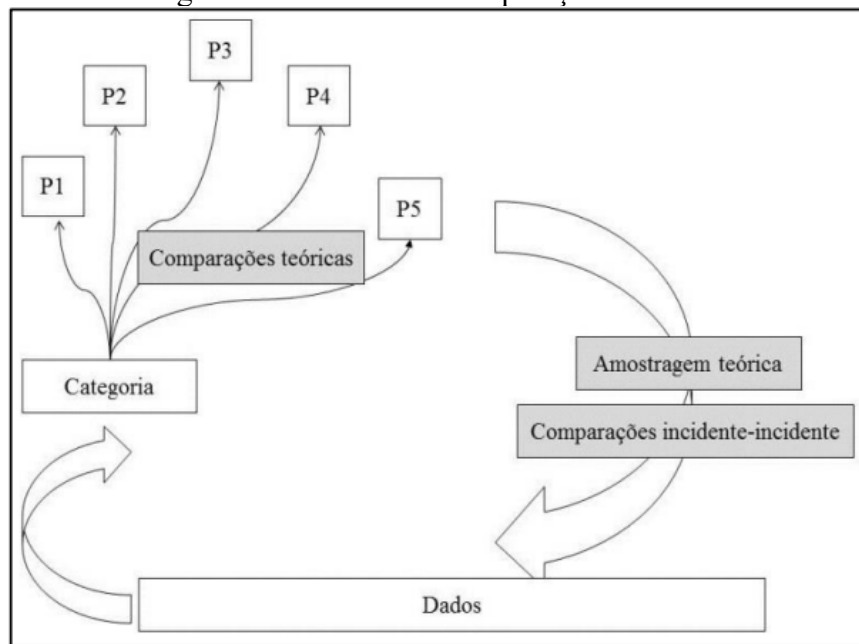 P3
P2
P4
P1
P5
Comparações teóricas
Categoria
Amostragem teórica
Comparações incidente-incidente
Dados